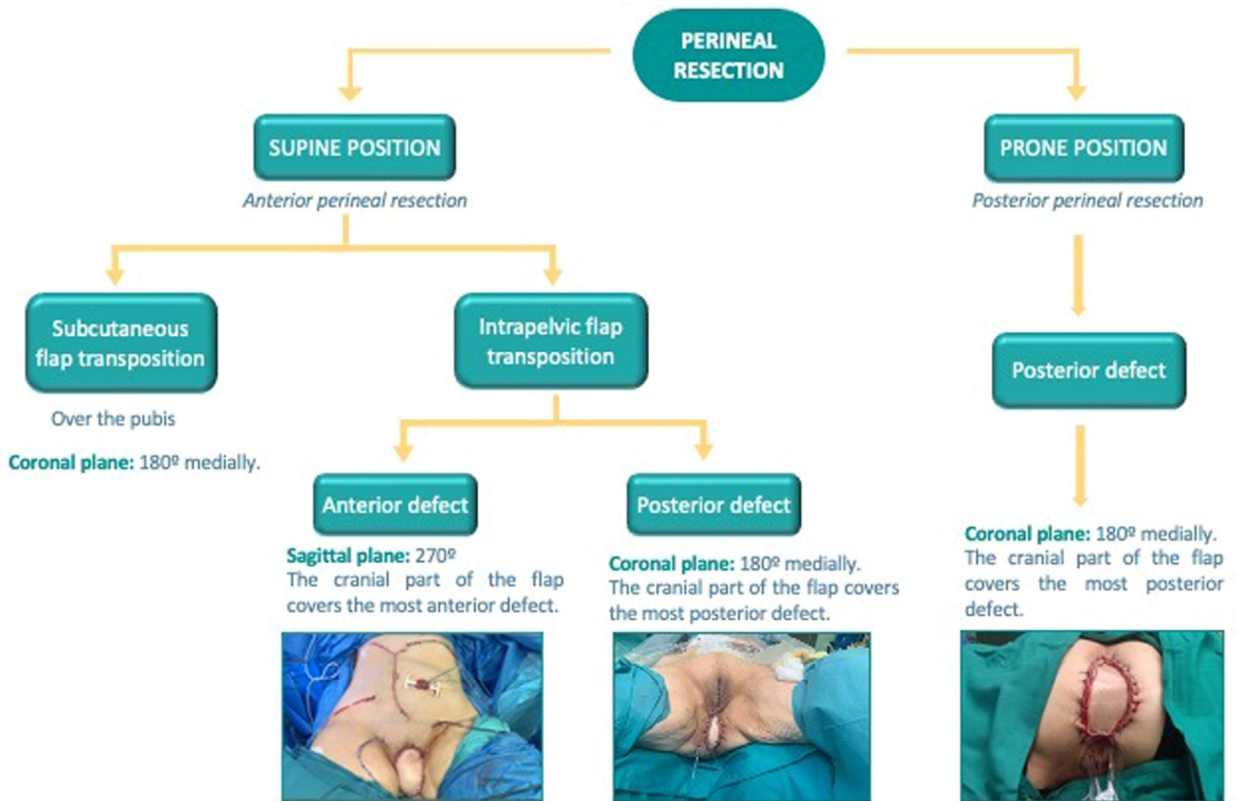 PERINEAL
RESECTION
SUPINE POSITION
Anterior perineal resection
PRONE POSITION
Posterior perineal resection
Subcutaneous
flap transposition
Over the pubis
Coronal plane: 180º medially.
Intrapelvic flap
transposition
Anterior defect
Sagittal plane: 270º
The cranial part of the flap
covers the most anterior defect.
Posterior defect
Coronal plane: 180º medially.
The cranial part of the flap covers
the most posterior defect.
Posterior defect
Coronal plane: 180º medially.
The cranial part of the flap
covers the most posterior
defect.